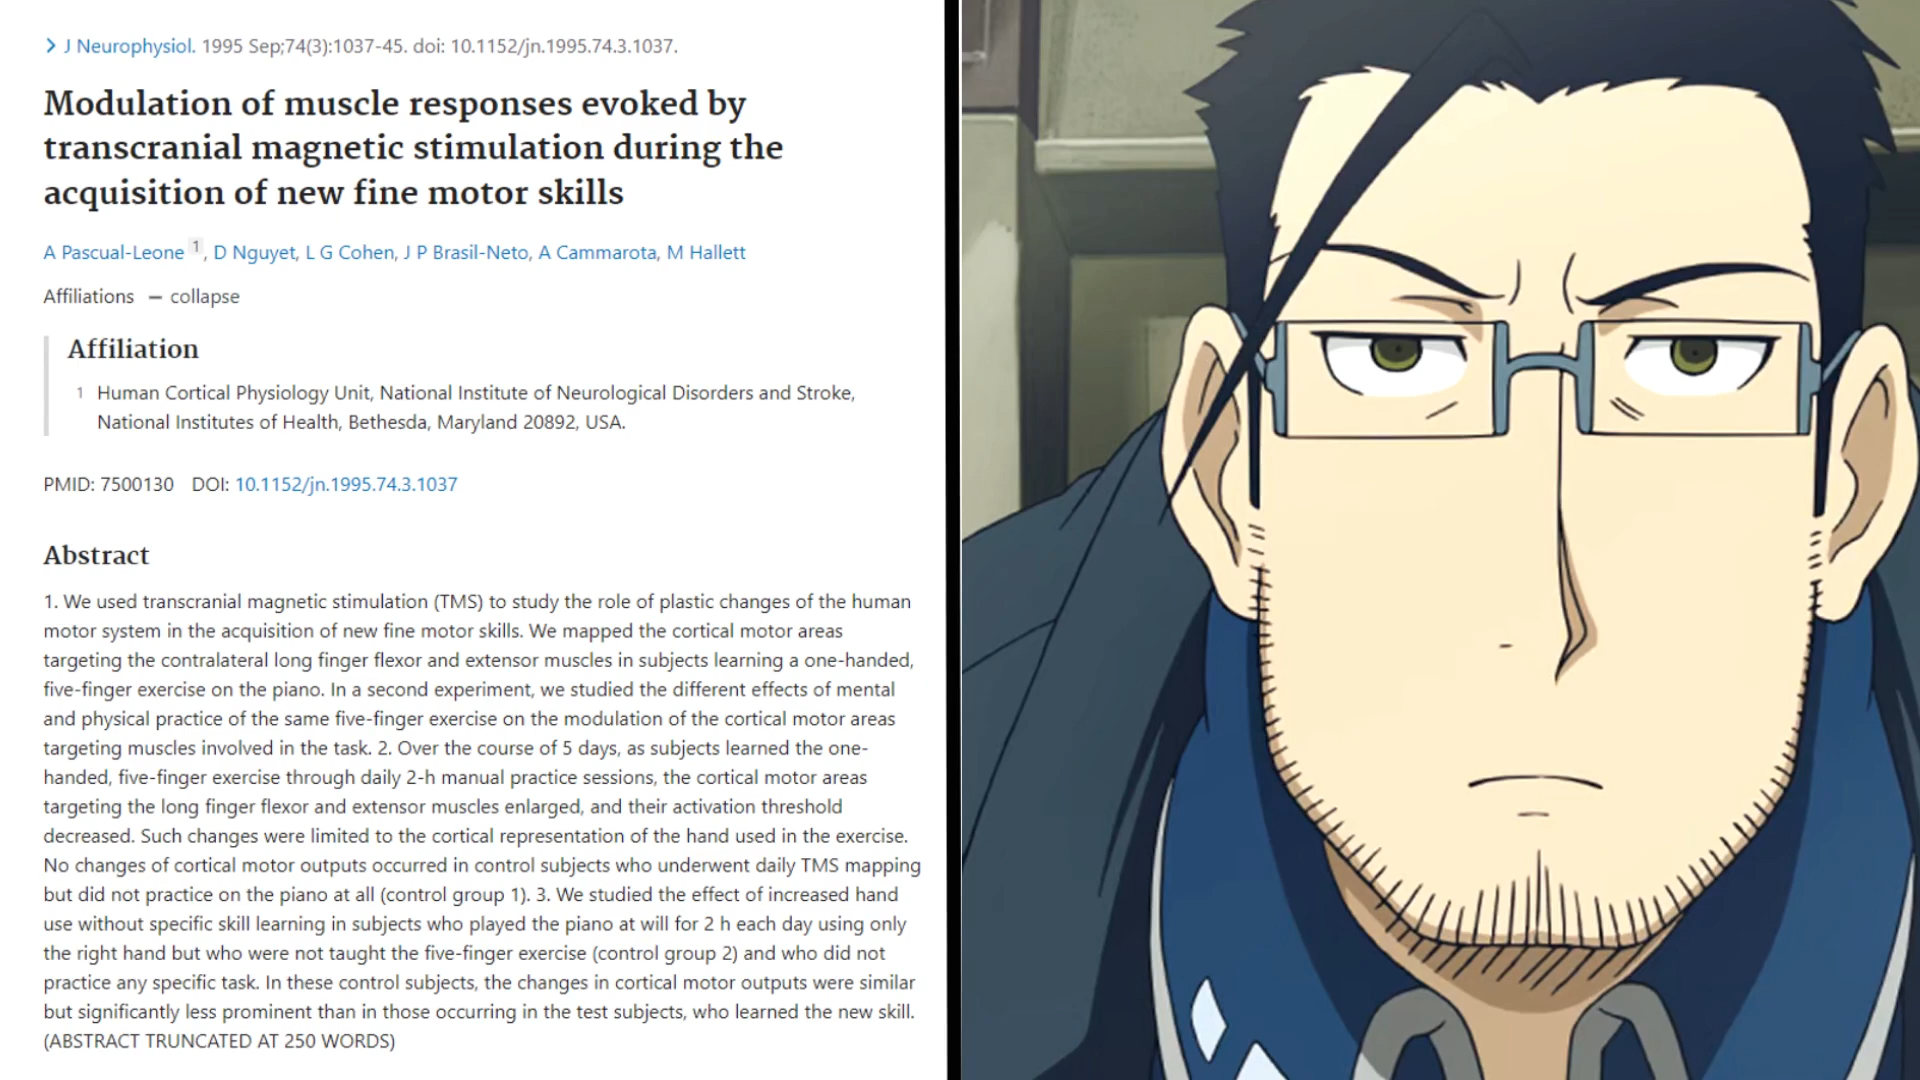 J Neurophysiol. 1995 Sep;74(3):1037-45. doi: 10.1152/jn.1995.74.3.1037.
Modulation of muscle responses evoked by
transcranial magnetic stimulation during the
acquisition of new fine motor skills
A Pascual-Leone 1, D Nguyet, L G Cohen, J P Brasil-Neto, A Cammarota, M Hallett
Affiliations – collapse
Affiliation
1 Human Cortical Physiology Unit, National Institute of Neurological Disorders and Stroke,
National Institutes of Health, Bethesda, Maryland 20892, USA.
PMID: 7500130 DOI: 10.1152/jn.1995.74.3.1037
Abstract
1. We used transcranial magnetic stimulation (TMS) to study the role of plastic changes of the human
motor system in the acquisition of new fine motor skills. We mapped the cortical motor areas
targeting the contralateral long finger flexor and extensor muscles in subjects learning a one-handed,
five-finger exercise on the piano. In a second experiment, we studied the different effects of mental
and physical practice of the same five-finger exercise on the modulation of the cortical motor areas
targeting muscles involved in the task. 2. Over the course of 5 days, as subjects learned the one-
handed, five-finger exercise through daily 2-h manual practice sessions, the cortical motor areas
targeting the long finger flexor and extensor muscles enlarged, and their activation threshold
decreased. Such changes were limited to the cortical representation of the hand used in the exercise.
No changes of cortical motor outputs occurred in control subjects who underwent daily TMS mapping
but did not practice on the piano at all (control group 1). 3. We studied the effect of increased hand
use without specific skill learning in subjects who played the piano at will for 2 h each day using only
the right hand but who were not taught the five-finger exercise (control group 2) and who did not
practice any specific task. In these control subjects, the changes in cortical motor outputs were similar
but significantly less prominent than in those occurring in the test subjects, who learned the new skill.
(ABSTRACT TRUNCATED AT 250 WORDS)